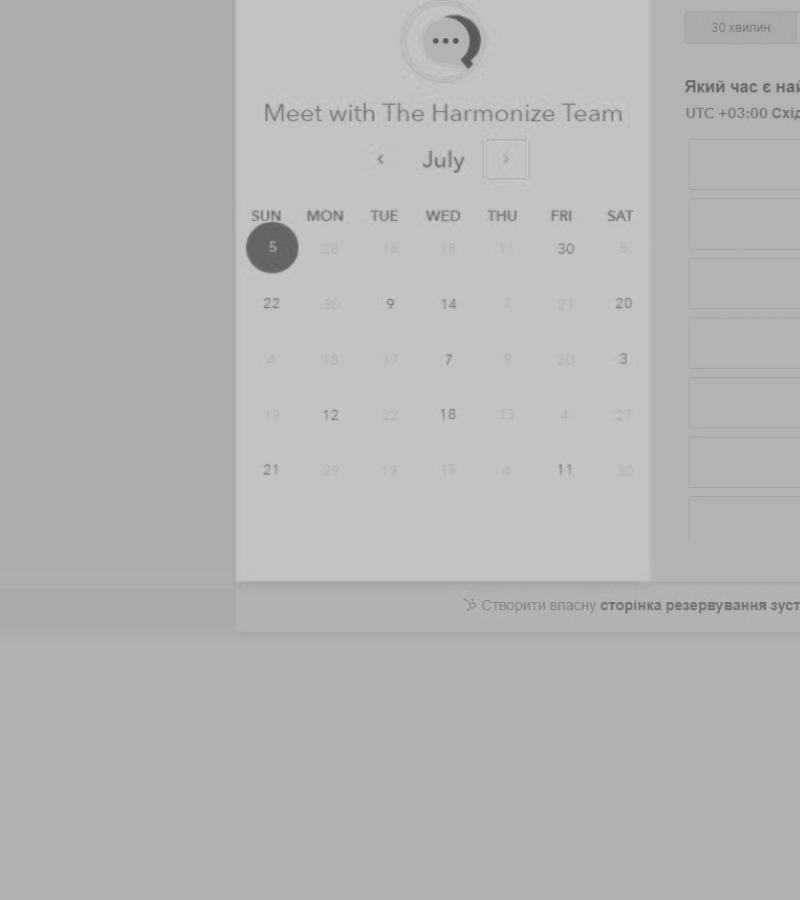 30 хвилин
Meet with The Harmonize Team
Який час є най
UTC +03:00 Схід
July
SUN MON TUE WED THU FRI SAT
5 28 16 18 11 30 5
22 30 9 14 7 21 20
4 18 17 7 9 20 3
19 12 22 18 13 4 27
21 29 19 15 4 11 30
Створити власну сторінка резервування зуст